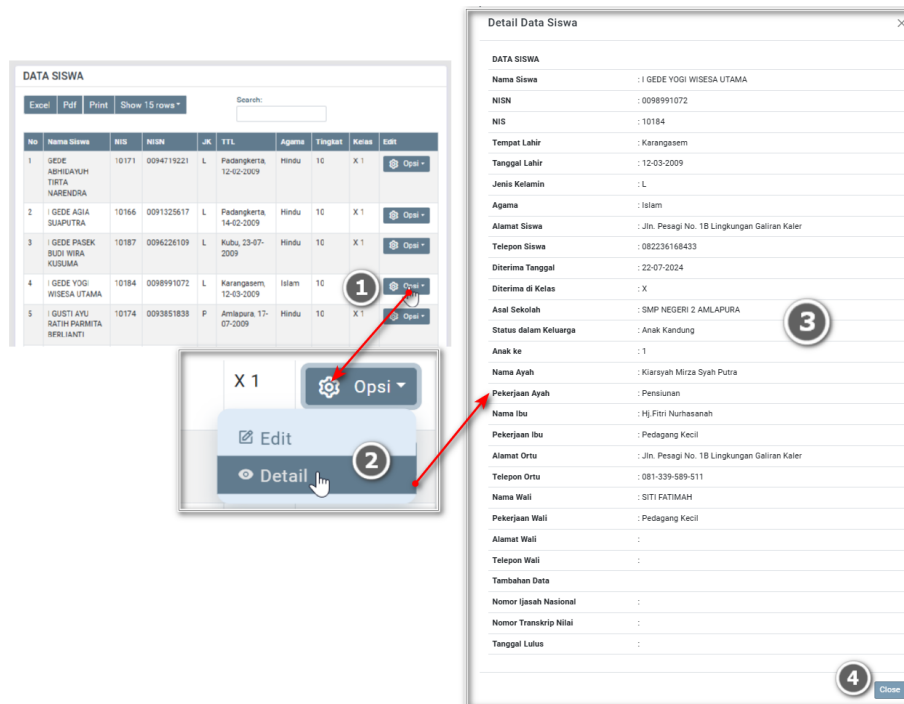 DATA SISWA
Excel Pdf Print Show 15 rows
Search:
No Nama Siswa NIS NISN JK TTL Agama Tingkat Kelas Edit
1 GEDE ABHIDAYUH TIRTA NARENDRA 10171 0094719221 L Padangkerta, 12-02-2009 Hindu 10 X 1 Opsi
2 I GEDE AGIA SUAPUTRA 10166 0091325617 L Padangkerta, 14-02-2009 Hindu 10 X 1 Opsi
3 I GEDE PASEK BUDI WIRA KUSUMA 10187 0096226109 L Kubu, 23-07-2009 Hindu 10 X 1 Opsi
4 I GEDE YOGI WISESA UTAMA 10184 0098991072 L Karangasem, 12-03-2009 Islam 10 Opsi
1
5 I GUSTI AYU RATIH PARMITA BERLIANTI 10174 0093851838 P Amlapura, 17-07-2009 Hindu 10 X 1 Opsi
X 1 Opsi
Edit
Detail
2
Detail Data Siswa
DATA SISWA
Nama Siswa : I GEDE YOGI WISESA UTAMA
NISN : 0098991072
NIS : 10184
Tempat Lahir : Karangasem
Tanggal Lahir : 12-03-2009
Jenis Kelamin : L
Agama : Islam
Alamat Siswa : Jln. Pesagi No. 1B Lingkungan Galiran Kaler
Telepon Siswa : 082236168433
Diterima Tanggal : 22-07-2024
Diterima di Kelas : X
Asal Sekolah : SMP NEGERI 2 AMLAPURA
3
Status dalam Keluarga : Anak Kandung
Anak ke : 1
Nama Ayah : Kiarsyah Mirza Syah Putra
Pekerjaan Ayah : Pensiunan
Nama Ibu : Hj.Fitri Nurhasanah
Pekerjaan Ibu : Pedagang Kecil
Alamat Ortu : Jln. Pesagi No. 1B Lingkungan Galiran Kaler
Telepon Ortu : 081-339-589-511
Nama Wali : SITI FATIMAH
Pekerjaan Wali : Pedagang Kecil
Alamat Wali :
Telepon Wali :
Tambahan Data
Nomor Ijasah Nasional :
Nomor Transkrip Nilai :
Tanggal Lulus :
4
Close